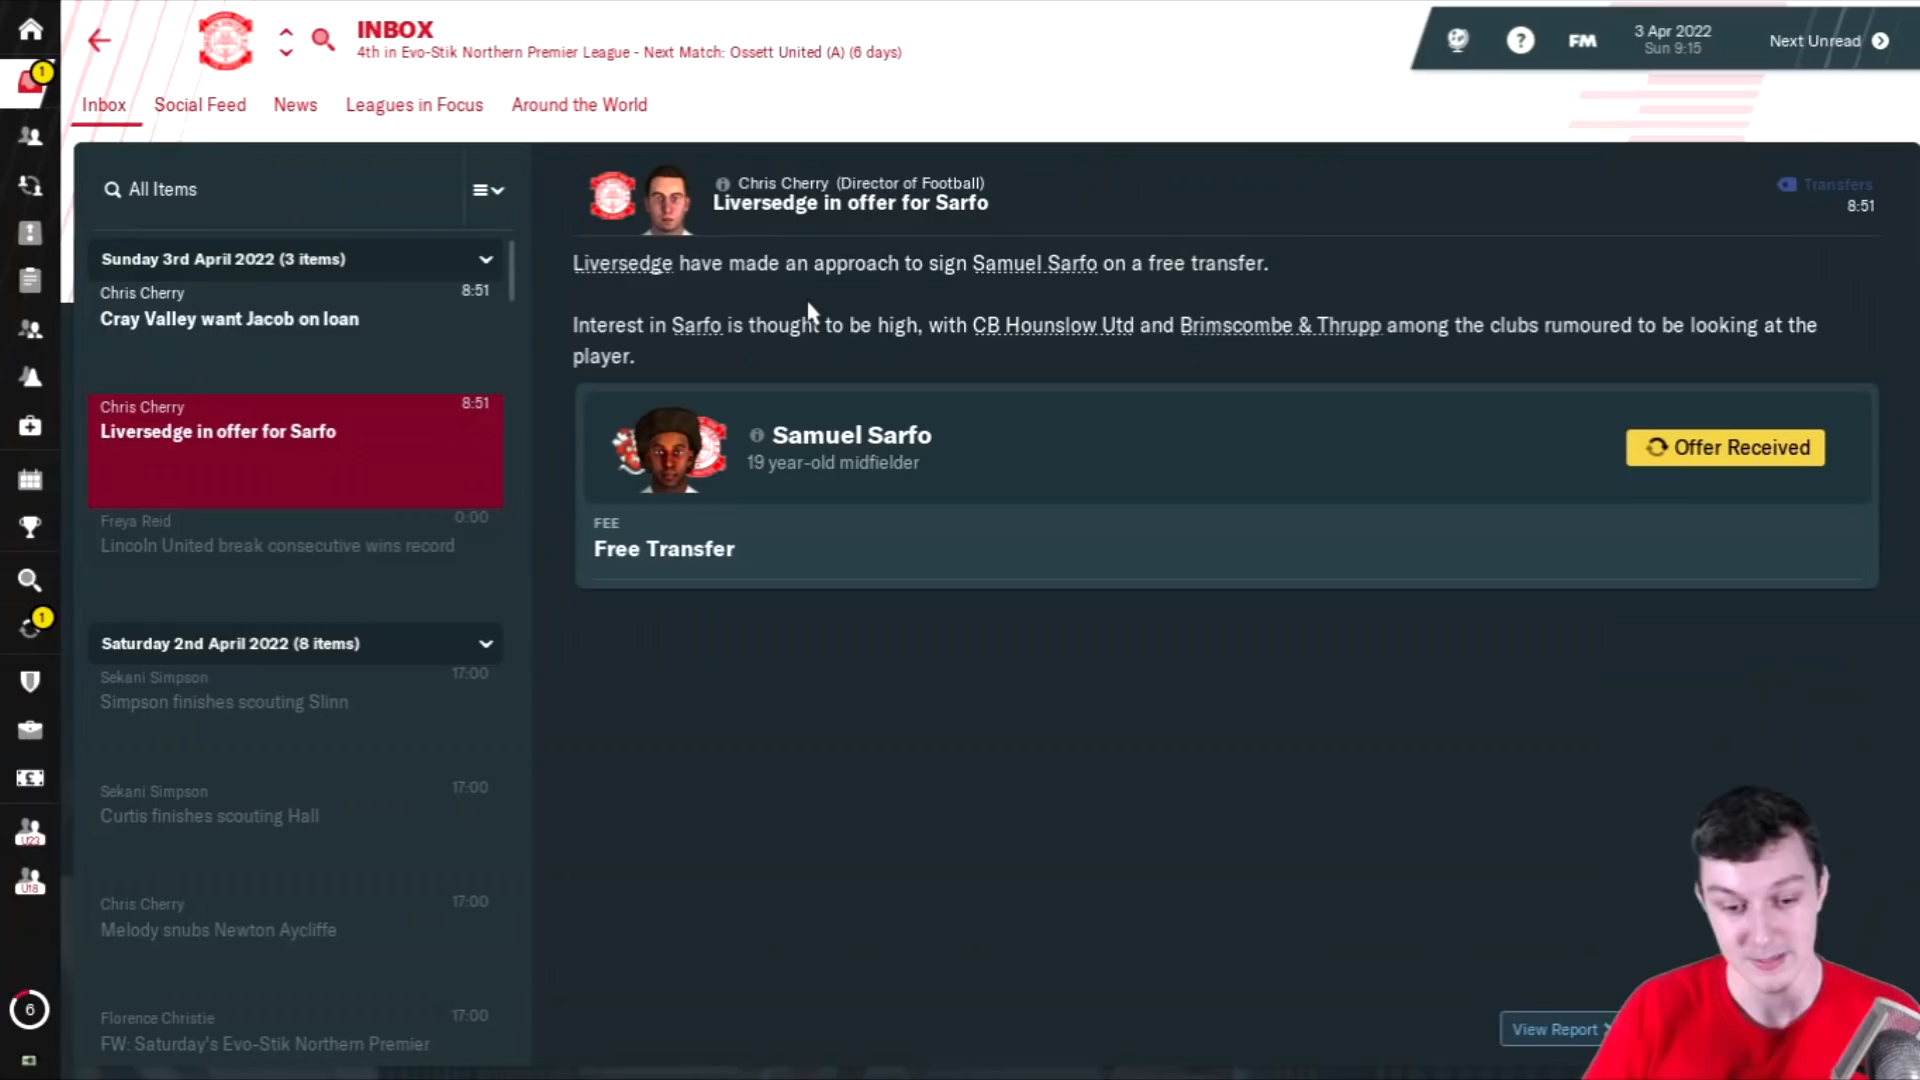 INBOX
4th in Evo-Stik Northern Premier League - Next Match: Ossett United (A) (6 days)
FM
3 Apr 2022
Sun 9:15
Next Unread
1
Inbox
Social Feed
News
Leagues in Focus
Around the World
All Items
Sunday 3rd April 2022 (3 items)
Chris Cherry
8:51
Cray Valley want Jacob on loan
Chris Cherry
8:51
Liversedge in offer for Sarfo
Freya Reid
0:00
Lincoln United break consecutive wins record
Saturday 2nd April 2022 (8 items)
Sekani Simpson
17:00
Simpson finishes scouting Slinn
Sekani Simpson
17:00
Curtis finishes scouting Hall
Chris Cherry
17:00
Melody snubs Newton Aycliffe
Florence Christie
17:00
FW: Saturday's Evo-Stik Northern Premier
Chris Cherry (Director of Football)
Liversedge in offer for Sarfo
Transfers
8:51
Liversedge have made an approach to sign Samuel Sarfo on a free transfer.
Interest in Sarfo is thought to be high, with CB Hounslow Utd and Brimscombe & Thrupp among the clubs rumoured to be looking at the
player.
Samuel Sarfo
19 year-old midfielder
Offer Received
FEE
Free Transfer
View Report
1
U23
U18
6